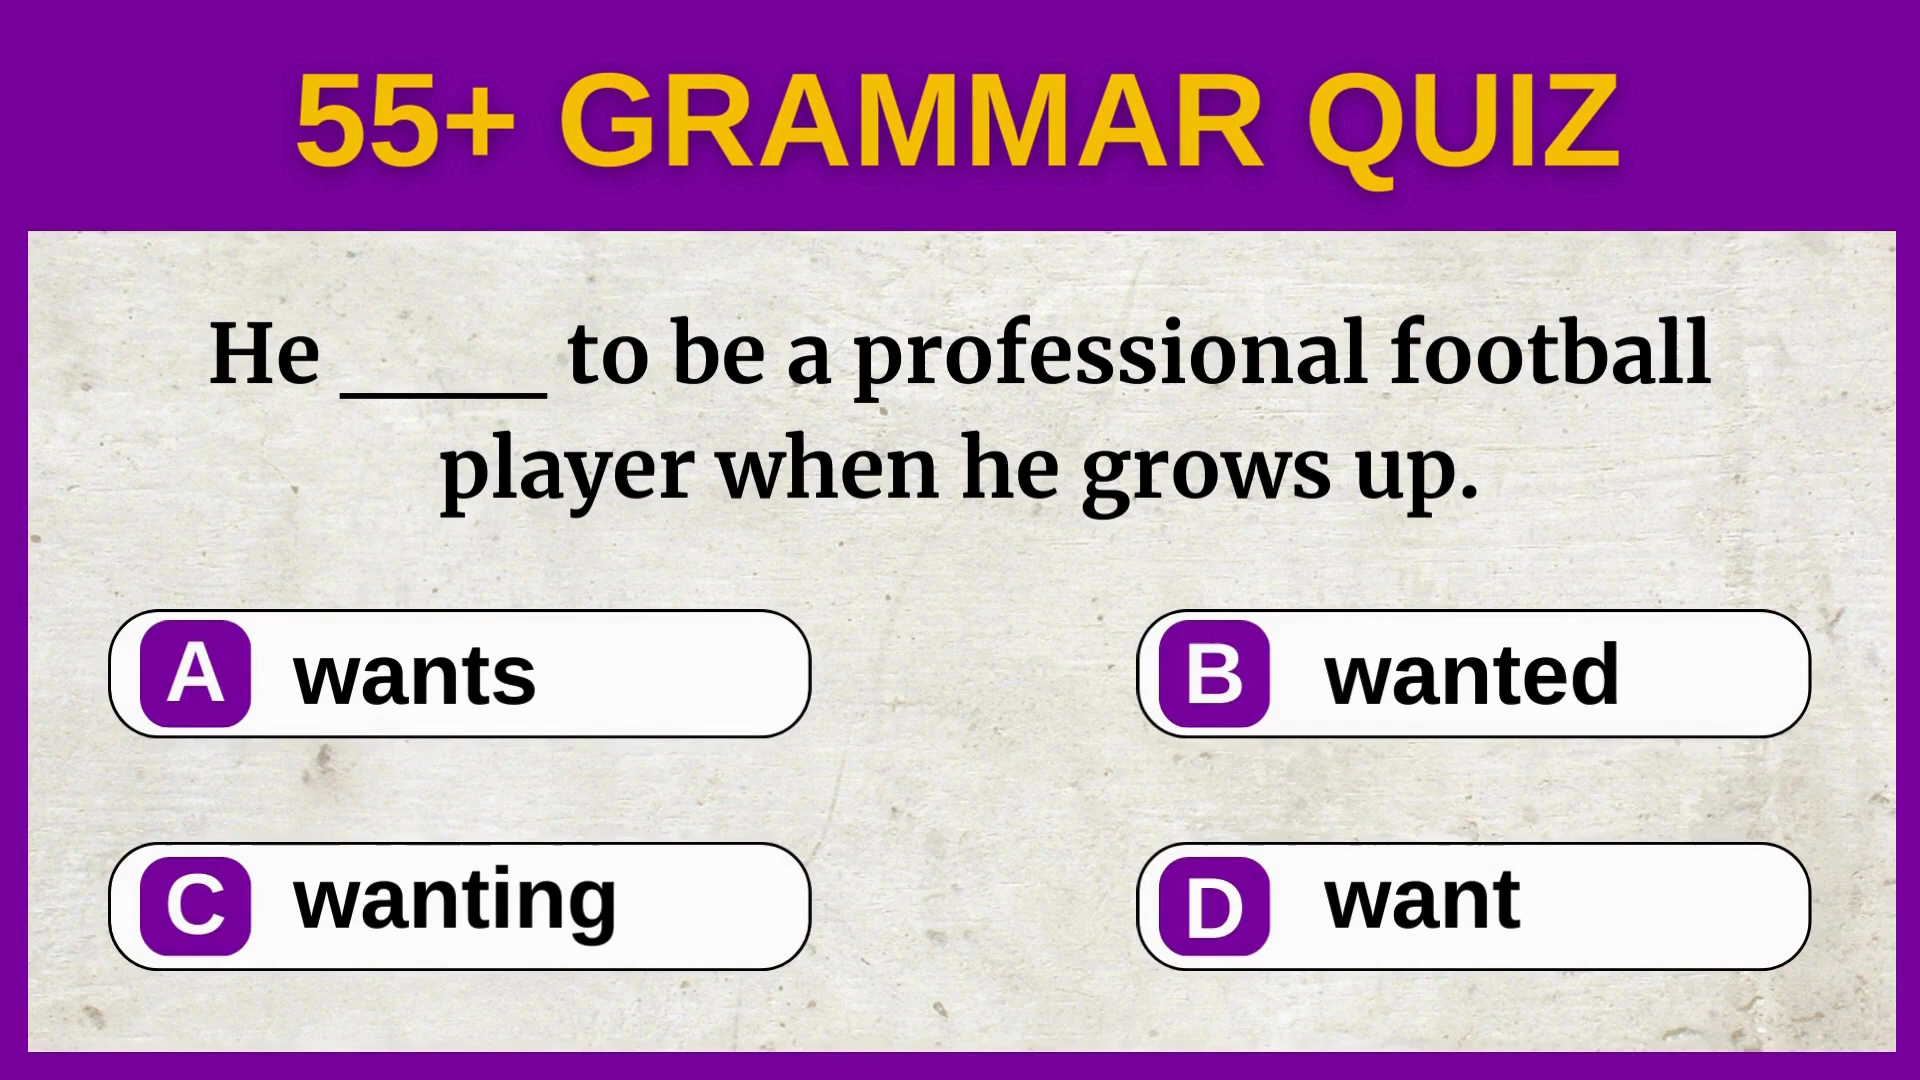 55+ GRAMMAR QUIZ
He _____ to be a professional football
player when he grows up.
A wants
B wanted
C wanting
D want